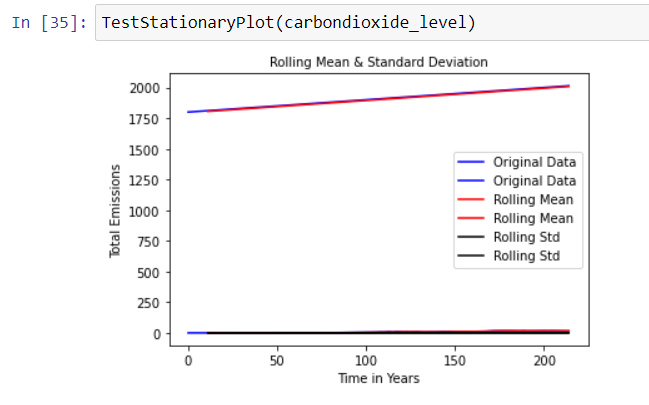 In [35]: TestStationaryPlot(carbondioxide_level)
Rolling Mean & Standard Deviation
Total Emissions
2000
1750
1500
1250
1000
750
500
250
0
Original Data
Original Data
Rolling Mean
Rolling Mean
Rolling Std
Rolling Std
0 50 100 150 200
Time in Years